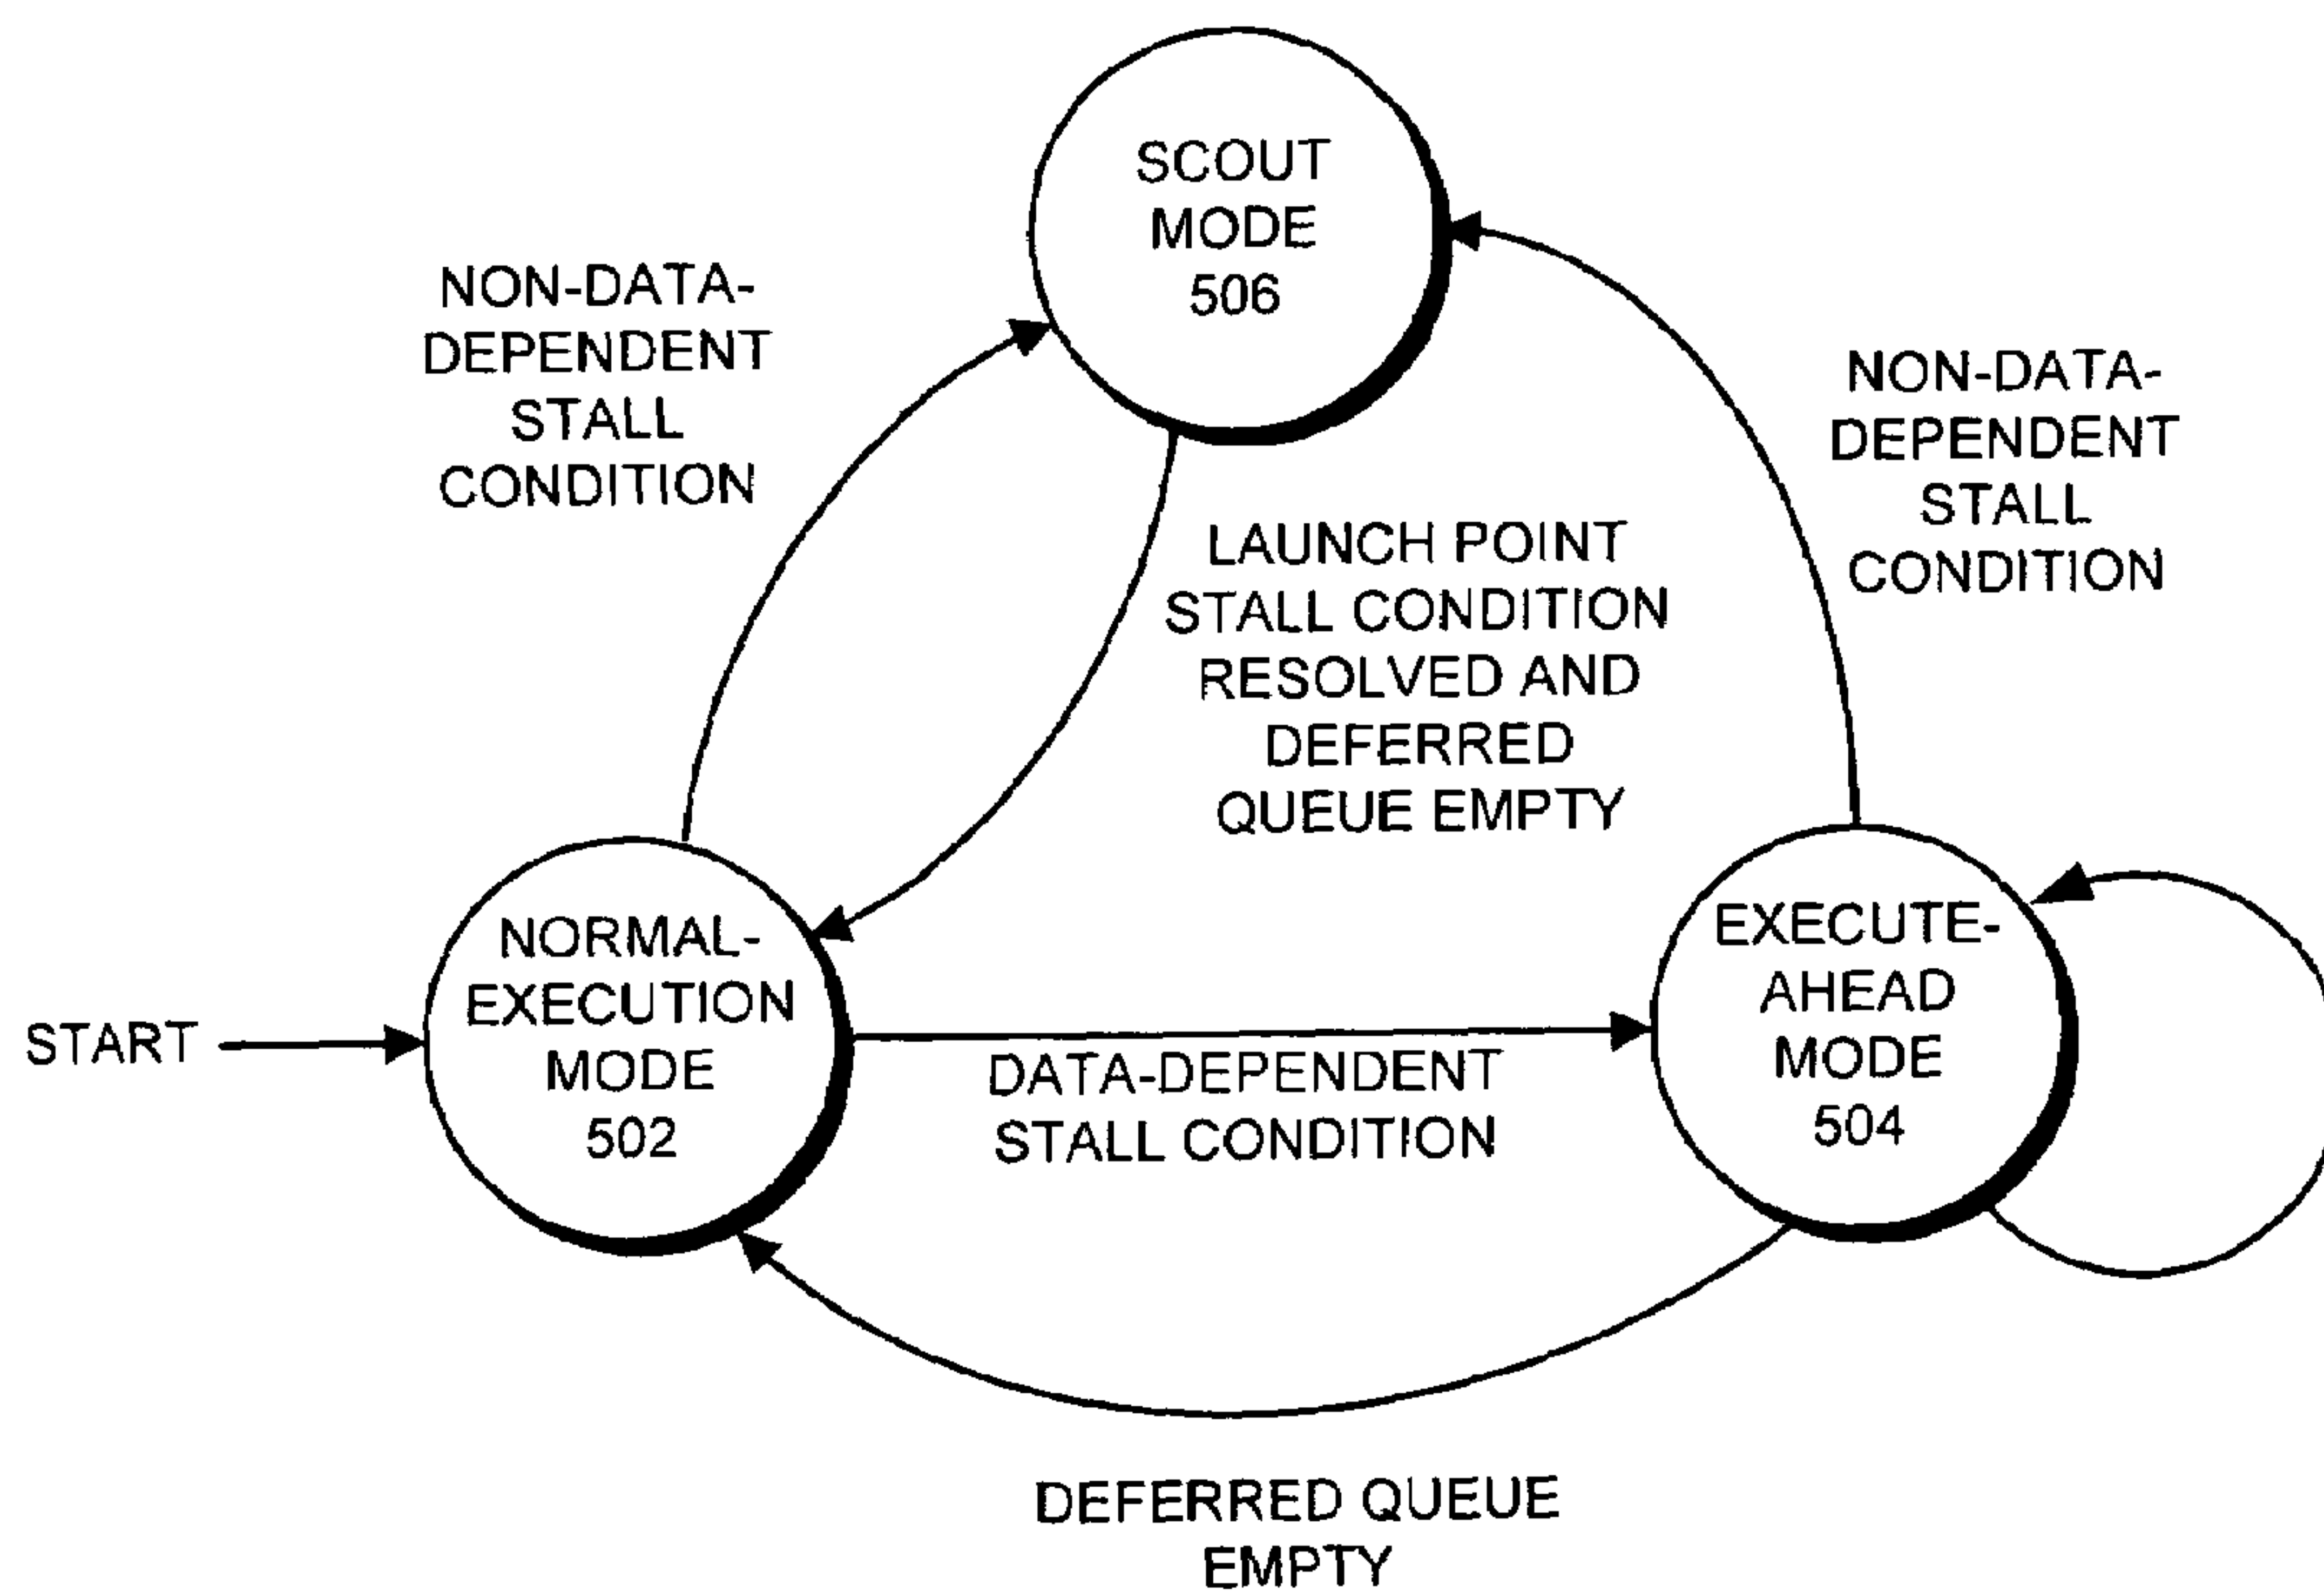 SCOUT
MODE
506
NON-DATA-
DEPENDENT
STALL
CONDITION
NON-DATA-
DEPENDENT
STALL
CONDITION
LAUNCH POINT
STALL CONDITION
RESOLVED AND
DEFERRED
QUEUE EMPTY
START
NORMAL-
EXECUTION
MODE
502
DATA-DEPENDENT
STALL CONDITION
EXECUTE-
AHEAD
MODE
504
DEFERRED QUEUE
EMPTY